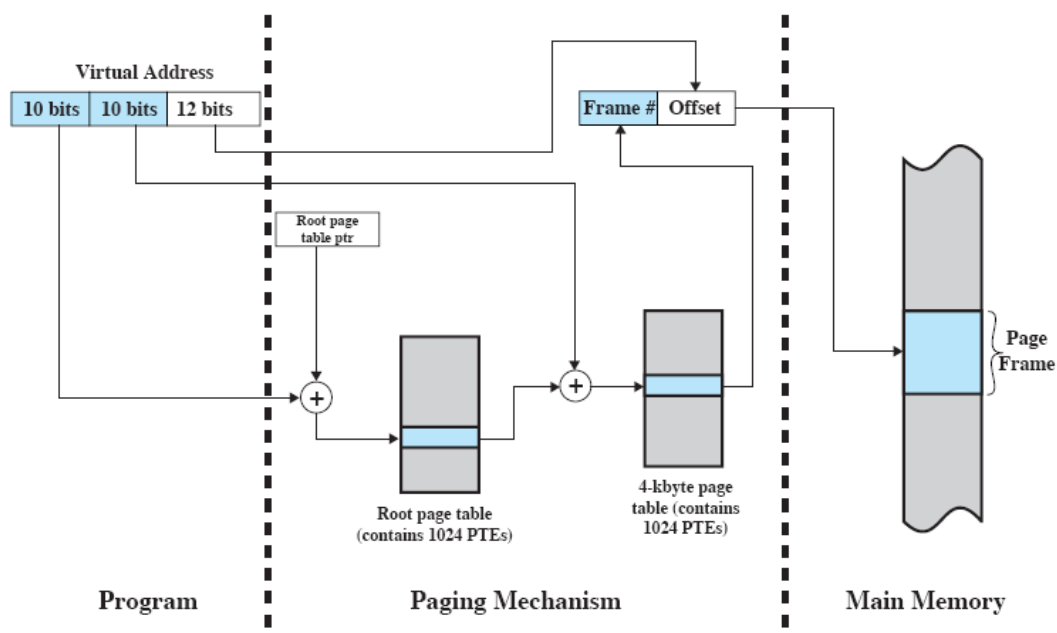 Virtual Address
10 bits 10 bits 12 bits
Frame # Offset
Root page
table ptr
+
+
Root page table
(contains 1024 PTEs)
4-kbyte page
table (contains
1024 PTEs)
Page
Frame
Program
Paging Mechanism
Main Memory